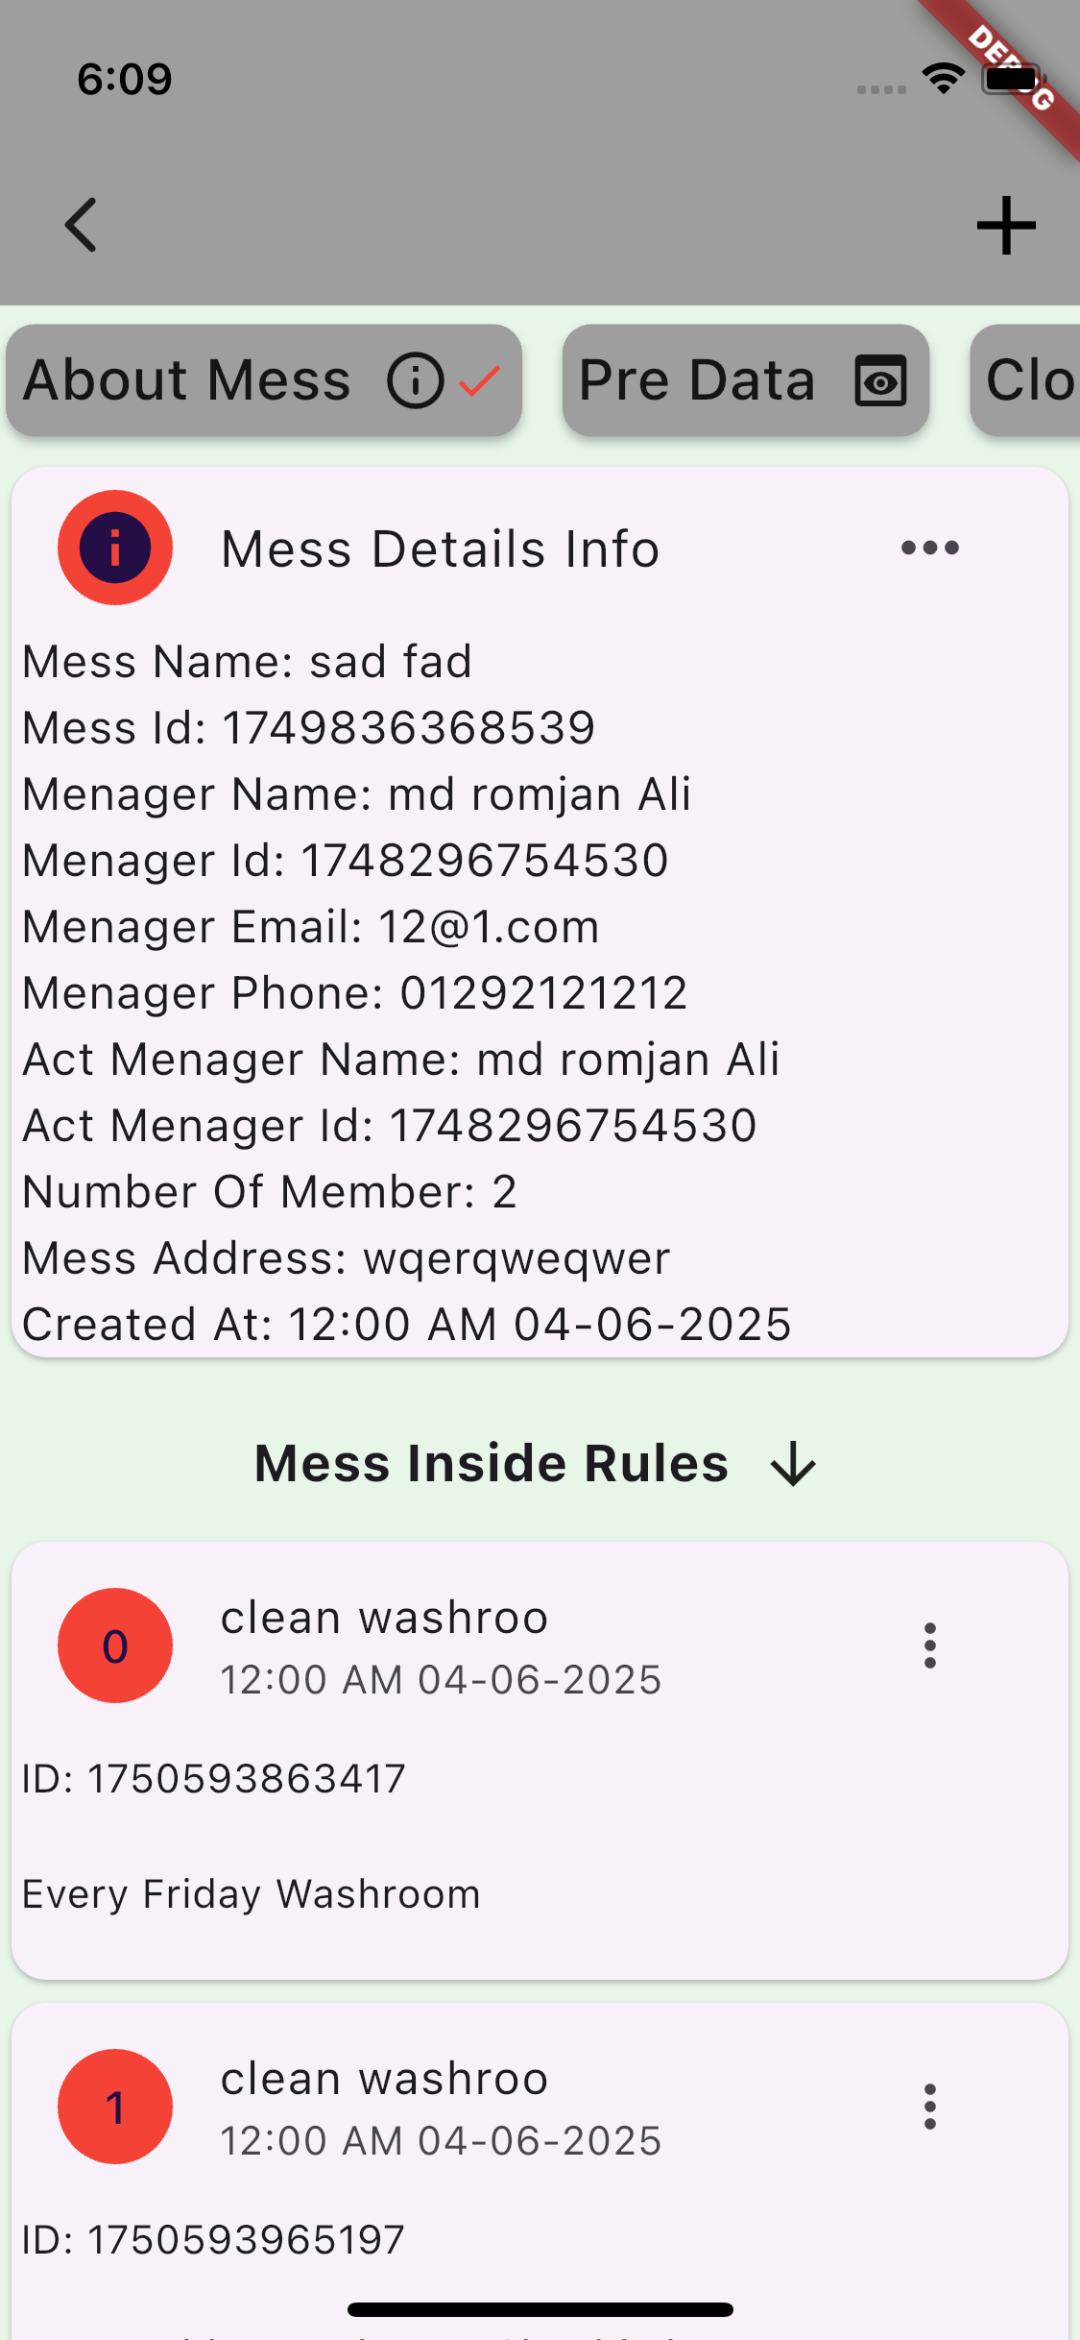 6:09
DEBUG
About Mess
Pre Data
Clo
Mess Details Info
Mess Name: sad fad
Mess Id: 1749836368539
Menager Name: md romjan Ali
Menager Id: 1748296754530
Menager Email: 12@1.com
Menager Phone: 01292121212
Act Menager Name: md romjan Ali
Act Menager Id: 1748296754530
Number Of Member: 2
Mess Address: wqerqweqwer
Created At: 12:00 AM 04-06-2025
Mess Inside Rules
0
clean washroo
12:00 AM 04-06-2025
ID: 1750593863417
Every Friday Washroom
1
clean washroo
12:00 AM 04-06-2025
ID: 1750593965197